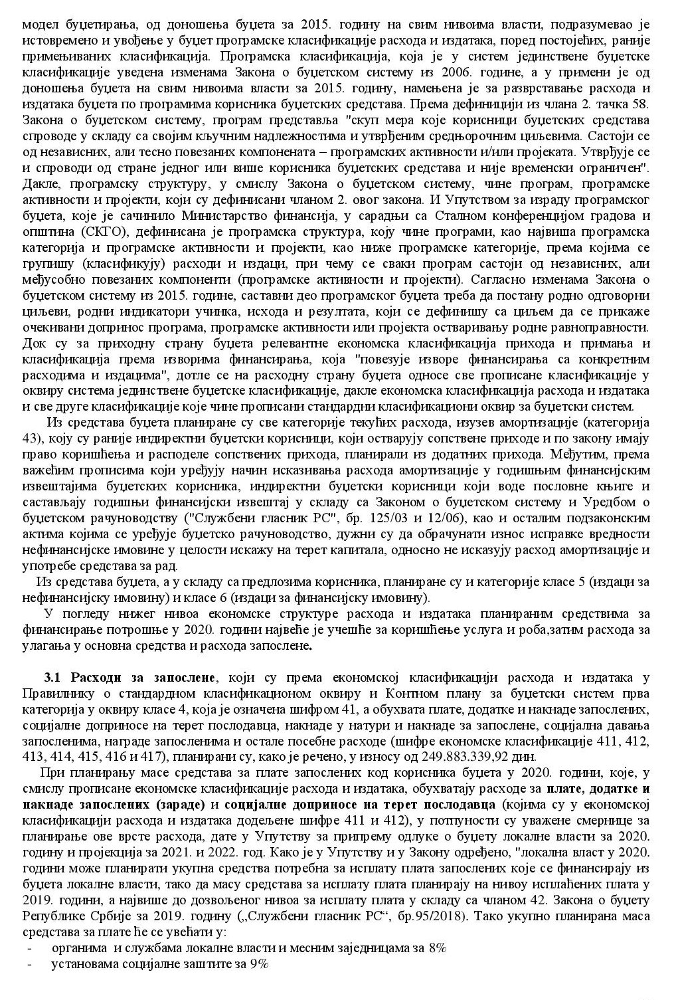 модел буџетирања, од доношења буџета за 2015. годину на свим нивоима власти, подразумевао је
истовремено и увођење у буџет програмске класификације расхода и издатака, поред постојећих, раније
примењиваних класификација. Програмска класификација, која је у систем јединствене буџетске
класификације уведена изменама Закона о буџетском систему из 2006. године, а у примени је од
доношења буџета на свим нивоима власти за 2015. годину, намењена је за разврставање расхода и
издатака буџета по програмима корисника буџетских средстава. Према дефиницији из члана 2. тачка 58.
Закона о буџетском систему, програм представља "скуп мера које корисници буџетских средстава
спроводе у складу са својим кључним надлежностима и утврђеним средњорочним циљевима. Састоји се
од независних, али тесно повезаних компонената – програмских активности и/или пројеката. Утврђује се
и спроводи од стране једног или више корисника буџетских средстава и није временски ограничен".
Дакле, програмску структуру, у смислу Закона о буџетском систему, чине програм, програмске
активности и пројекти, који су дефинисани чланом 2. овог закона. И Упутством за израду програмског
буџета, које је сачинило Министарство финансија, у сарадњи са Сталном конференцијом градова и
општина (СКГО), дефинисана је програмска структура, коју чине програми, као највиша програмска
категорија и програмске активности и пројекти, као ниже програмске категорије, према којима се
групишу (класификују) расходи и издаци, при чему се сваки програм састоји од независних, али
међусобно повезаних компоненти (програмске активности и пројекти). Сагласно изменама Закона о
буџетском систему из 2015. године, саставни део програмског буџета треба да постану родно одговорни
циљеви, родни индикатори учинка, исхода и резултата, који се дефинишу са циљем да се прикаже
очекивани допринос програма, програмске активности или пројекта остваривању родне равноправности.
Док су за приходну страну буџета релевантне економска класификација прихода и примања и
класификација према изворима финансирања, која "повезује изворе финансирања са конкретним
расходима и издацима", дотле се на расходну страну буџета односе све прописане класификације у
оквиру система јединствене буџетске класификације, дакле економска класификација расхода и издатака
и све друге класификације које чине прописани стандардни класификациони оквир за буџетски систем.
Из средстава буџета планиране су све категорије текућих расхода, изузев амортизације (категорија
43), коју су раније индиректни буџетски корисници, који остварују сопствене приходе и по закону имају
право коришћења и расподеле сопствених прихода, планирали из додатних прихода. Међутим, према
важећим прописима који уређују начин исказивања расхода амортизације у годишњим финансијским
извештајима буџетских корисника, индиректни буџетски корисници који воде пословне књиге и
састављају годишњи финансијски извештај у складу са Законом о буџетском систему и Уредбом о
буџетском рачуноводству ("Службени гласник РС", бр. 125/03 и 12/06), као и осталим подзаконским
актима којима се уређује буџетско рачуноводство, дужни су да обрачунати износ исправке вредности
нефинансијске имовине у целости искажу на терет капитала, односно не исказују расход амортизације и
употребе средстава за рад.
Из средстава буџета, а у складу са предлозима корисника, планиране су и категорије класе 5 (издаци за
нефинансијску имовину) и класе 6 (издаци за финансијску имовину).
У погледу нижег нивоа економске структуре расхода и издатака планираним средствима за
финансирање потрошње у 2020. години највеће је учешће за коришћење услуга и роба,затим расхода за
улагања у основна средства и расхода запослене.
3.1 Расходи за запослене, који су према економској класификацији расхода и издатака у
Правилнику о стандардном класификационом оквиру и Контном плану за буџетски систем прва
категорија у оквиру класе 4, која је означена шифром 41, а обухвата плате, додатке и накнаде запослених,
социјалне доприносе на терет послодавца, накнаде у натури и накнаде за запослене, социјална давања
запосленима, награде запосленима и остале посебне расходе (шифре економске класификације 411, 412,
413, 414, 415, 416 и 417), планирани су, како је речено, у износу од 249.883.339,92 дин.
При планирању масе средстава за плате запослених код корисника буџета у 2020. години, које, у
смислу прописане економске класификације расхода и издатака, обухватају расходе за плате, додатке и
накнаде запослених (зараде) и социјалне доприносе на терет послодавца (којима су у економској
класификацији расхода и издатака додељене шифре 411 и 412), у потпуности су уважене смернице за
планирање ове врсте расхода, дате у Упутству за припрему одлуке о буџету локалне власти за 2020.
годину и пројекција за 2021. и 2022. год. Како је у Упутству и у Закону одређено, "локална власт у 2020.
години може планирати укупна средства потребна за исплату плата запослених које се финансирају из
буџета локалне власти, тако да масу средстава за исплату плата планирају на нивоу исплаћених плата у
2019. години, а највише до дозвољеног нивоа за исплату плата у складу са чланом 42. Закона о буџету
Републике Србије за 2019. годину („Службени гласник РС“, бр.95/2018). Тако укупно планирана маса
средстава за плате ће се увећати у:
- органима и службама локалне власти и месним заједницама за 8%
- установама социјалне заштите за 9%